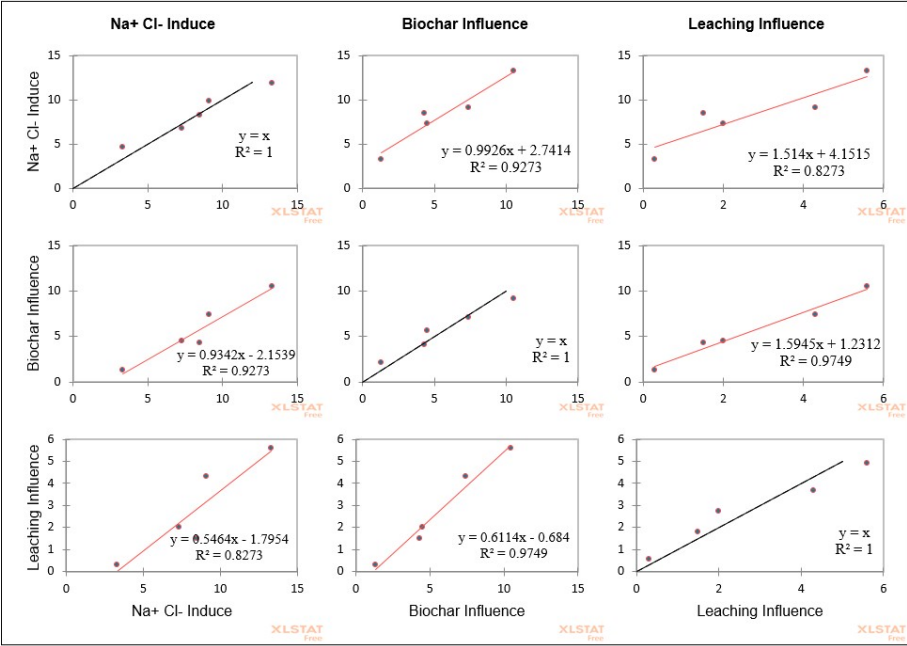 Na+ Cl- Induce
Biochar Influence
Leaching Influence
Na+ Cl- Induce
15
10
5
0
0
5
10
15
y = x
R² = 1
XLSTAT
Free
15
10
5
0
0
5
10
15
y = 0.9926x + 2.7414
R² = 0.9273
XLSTAT
Free
15
10
5
0
0
2
4
6
y = 1.514x + 4.1515
R² = 0.8273
XLSTAT
Free
Biochar Influence
15
10
5
0
0
5
10
15
y = 0.9342x - 2.1539
R² = 0.9273
XLSTAT
Free
15
10
5
0
0
5
10
15
y = x
R² = 1
XLSTAT
Free
15
10
5
0
0
2
4
6
y = 1.5945x + 1.2312
R² = 0.9749
XLSTAT
Free
Leaching Influence
6
5
4
3
2
1
0
0
5
10
15
y = 0.5464x - 1.7954
R² = 0.8273
Na+ Cl- Induce
XLSTAT
Free
6
5
4
3
2
1
0
0
5
10
15
y = 0.6114x - 0.684
R² = 0.9749
Biochar Influence
XLSTAT
Free
6
5
4
3
2
1
0
0
2
4
6
y = x
R² = 1
Leaching Influence
XLSTAT
Free